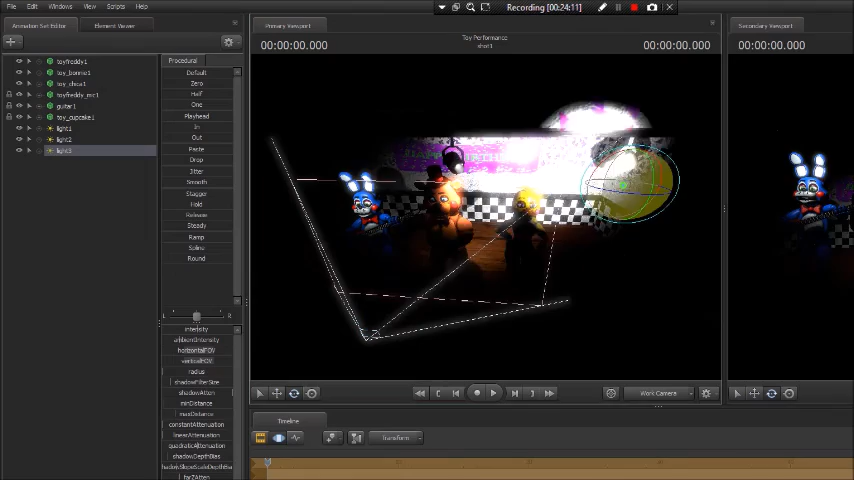 File Edit Windows View Scripts Help
Recording [00:24:11]
Animation Set Editor
Element Viewer
Primary Viewport
Secondary Viewport
Toy Performance
shot1
00:00:00.000
00:00:00.000
00:00:00.000
toyfreddy1
toy_bonnie1
toy_chica1
toyfreddy_mic1
guitar1
toy_cupcake1
light1
light2
light3
Procedural
Default
Zero
Half
One
Playhead
In
Out
Paste
Drop
Jitter
Smooth
Stagger
Hold
Release
Steady
Ramp
Spline
Round
L
R
intensity
ambientIntensity
horizontalFOV
verticalFOV
radius
shadowFilterSize
shadowAtten
minDistance
maxDistance
constantAttenuation
linearAttenuation
quadraticAttenuation
shadowDepthBias
shadowSlopeScaleDepthBia
farZAtten
Work Camera
Timeline
Transform